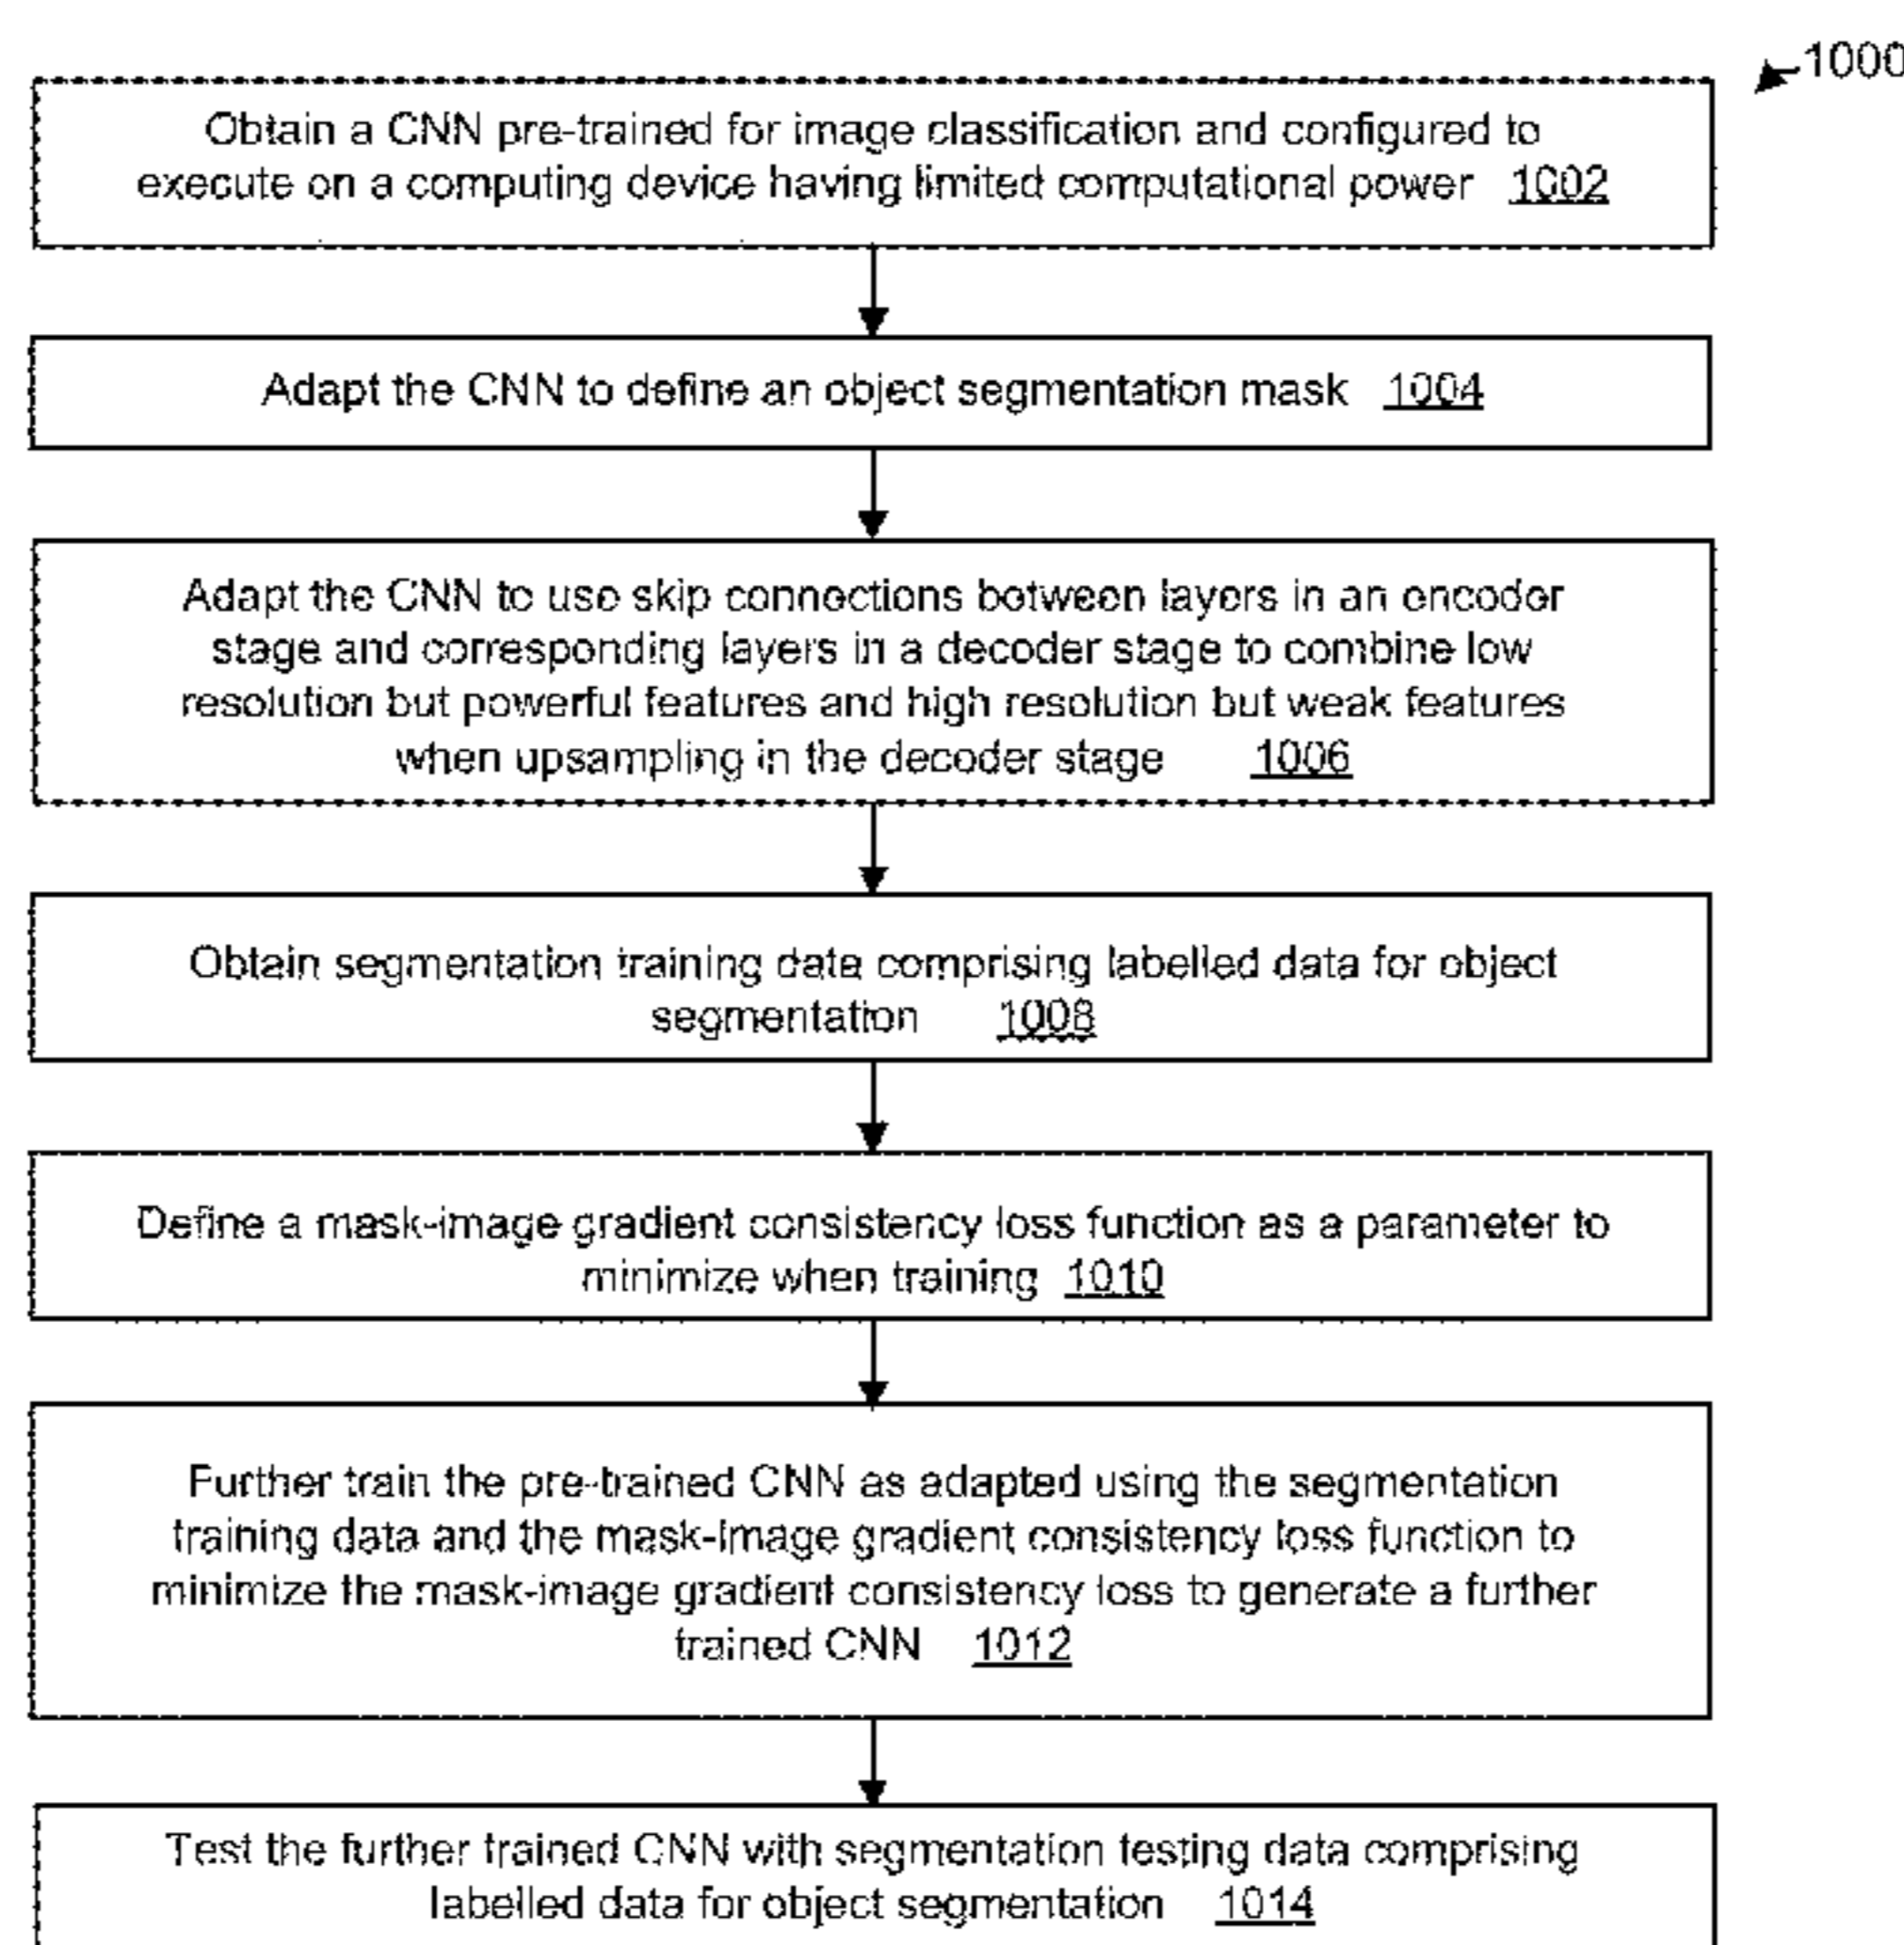 1000
Obtain a CNN pre-trained for image classification and configured to
execute on a computing device having limited computational power 1002
Adapt the CNN to define an object segmentation mask 1004
Adapt the CNN to use skip connections between layers in an encoder
stage and corresponding layers in a decoder stage to combine low
resolution but powerful features and high resolution but weak features
when upsampling in the decoder stage 1006
Obtain segmentation training data comprising labelled data for object
segmentation 1008
Define a mask-image gradient consistency loss function as a parameter to
minimize when training 1010
Further train the pre-trained CNN as adapted using the segmentation
training data and the mask-image gradient consistency loss function to
minimize the mask-image gradient consistency loss to generate a further
trained CNN 1012
Test the further trained CNN with segmentation testing data comprising
labelled data for object segmentation 1014